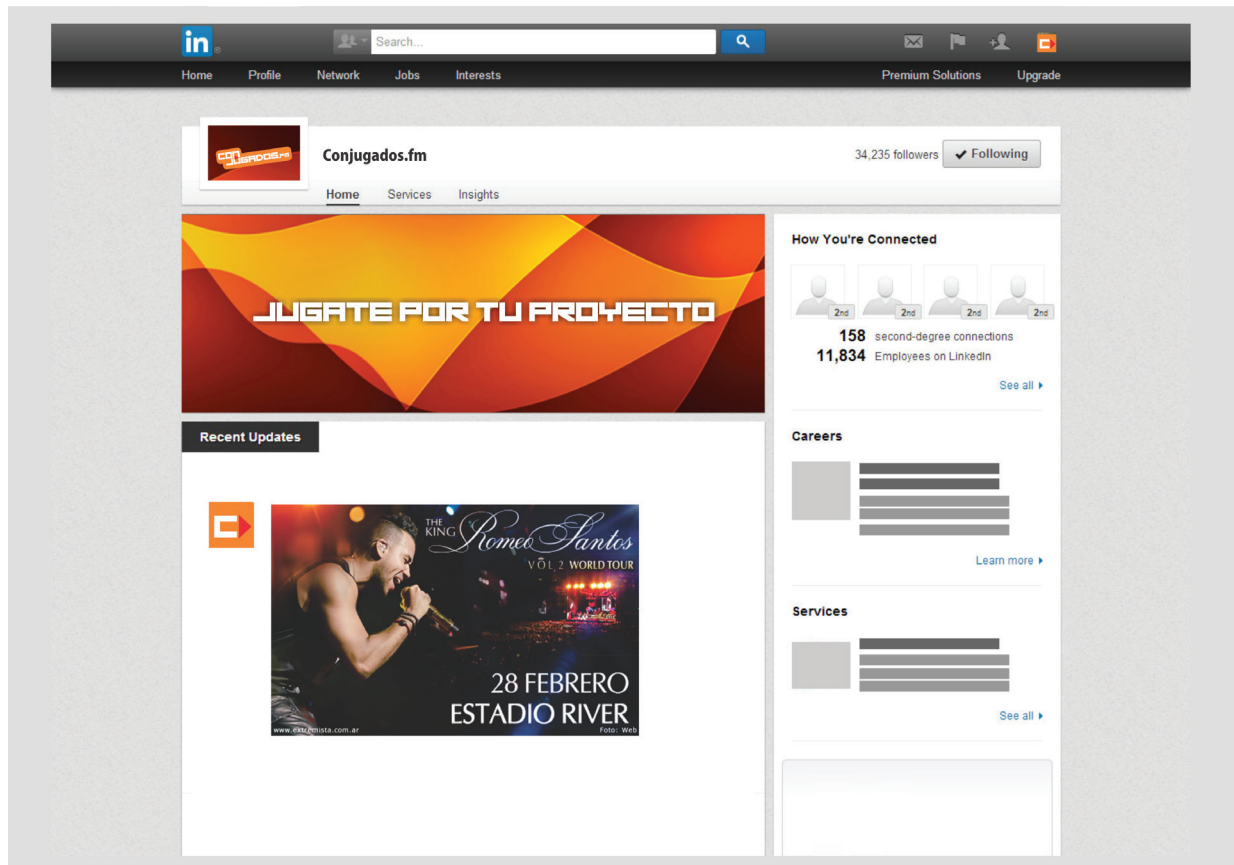 in
Search...
Home Profile Network Jobs Interests Premium Solutions Upgrade
CONJUGADOS.FM
Conjugados.fm
34,235 followers
Following
Home Services Insights
JUGATE POR TU PROYECTO
How You're Connected
2nd 2nd 2nd 2nd
158 second-degree connections
11,834 Employees on LinkedIn
See all
Recent Updates
THE KING Romeo Santos
VOL 2 WORLD TOUR
28 FEBRERO
ESTADIO RIVER
www.extremista.com.ar
Foto: Web
Careers
Learn more
Services
See all